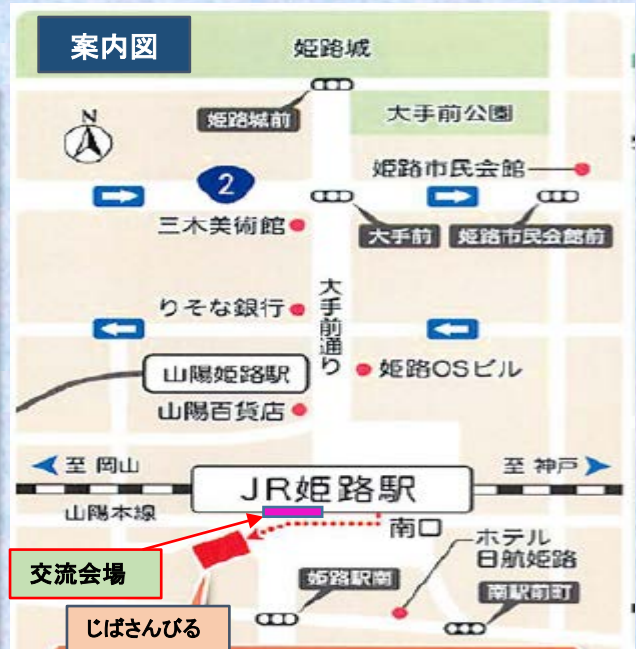 案内図
姫路城
姫路城前
大手前公園
N
姫路市民会館
2
三木美術館
大手前
姫路市民会館前
りそな銀行
大手前通り
山陽姫路駅
姫路OSビル
山陽百貨店
至 岡山
JR姫路駅
至 神戸
山陽本線
南口
ホテル
日航姫路
交流会場
姫路駅南
南駅前町
じばさんびる